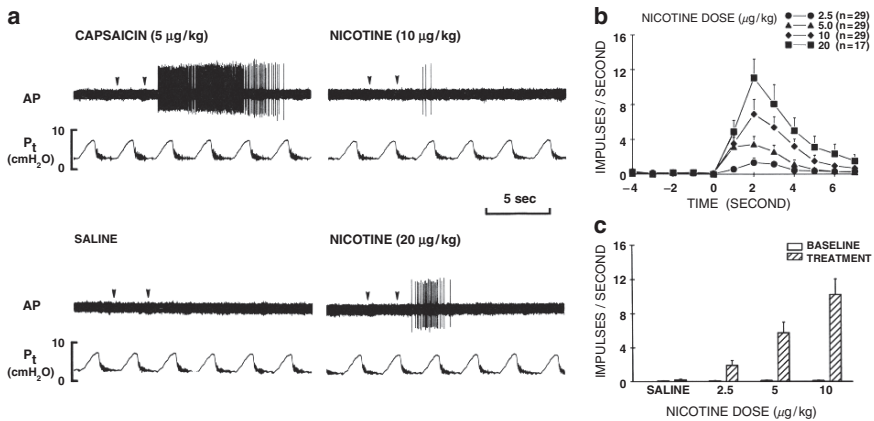 a
CAPSAICIN (5 μg/kg)
NICOTINE (10 μg/kg)
AP
10
Pt
(cmH2O)
0
5 sec
SALINE
NICOTINE (20 μg/kg)
AP
10
Pt
(cmH2O)
0
b
NICOTINE DOSE (μg/kg)
2.5 (n=29)
5.0 (n=29)
10 (n=29)
20 (n=17)
IMPULSES / SECOND
16
12
8
4
0
−4 −2 0 2 4 6
TIME (SECOND)
c
BASELINE
TREATMENT
IMPULSES / SECOND
16
12
8
4
0
SALINE 2.5 5 10
NICOTINE DOSE (μg/kg)